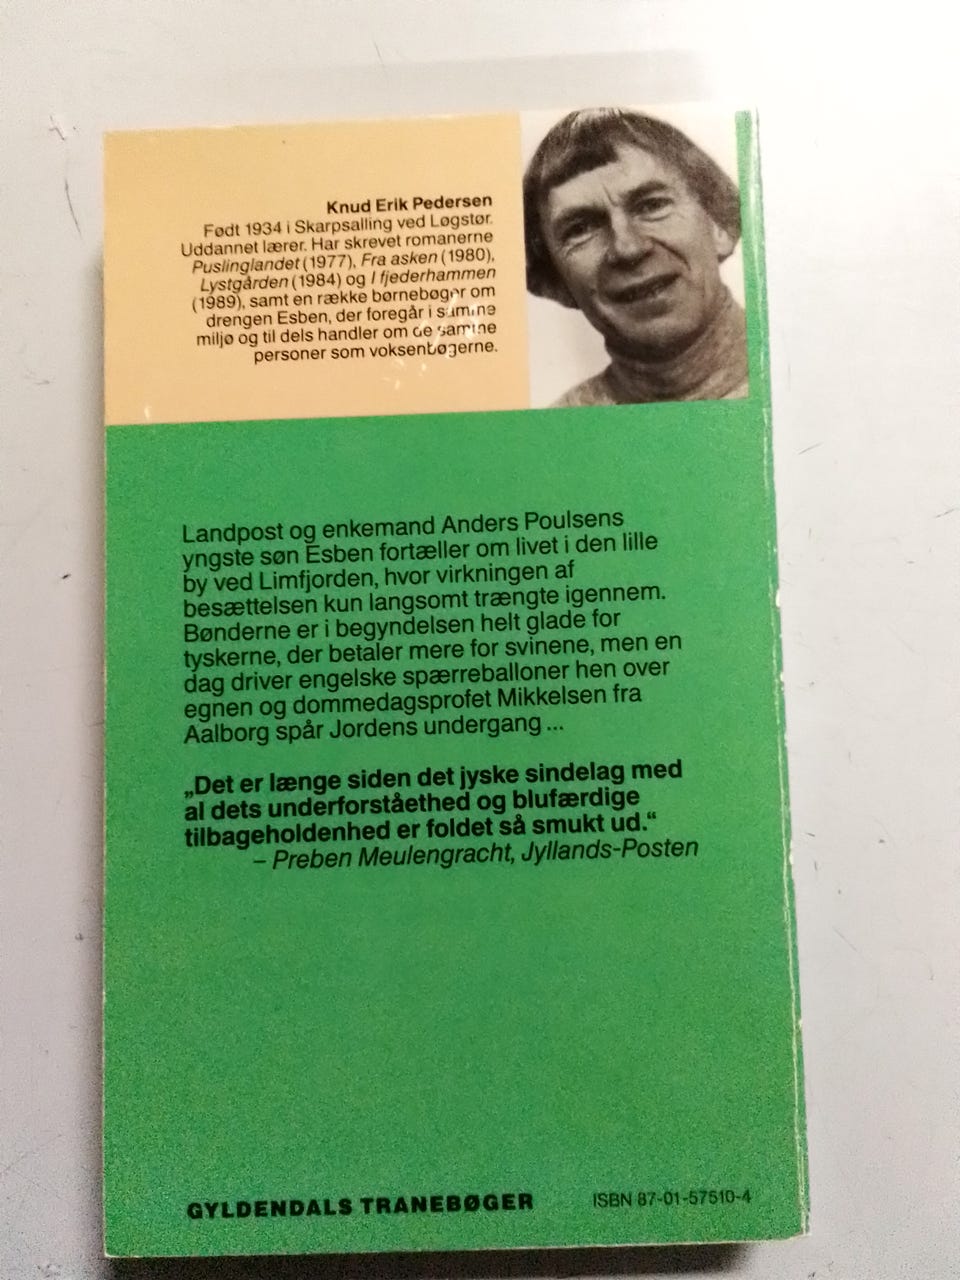 Knud Erik Pedersen
Født 1934 i Skarpsalling ved Løgstør.
Uddannet lærer. Har skrevet romanerne
Puslinglandet (1977), Fra asken (1980),
Lystgården (1984) og I fjederhammen
(1989), samt en række børnebøger om
drengen Esben, der foregår i samme
miljø og til dels handler om de samme
personer som voksenbøgerne.
Landpost og enkemand Anders Poulsens
yngste søn Esben fortæller om livet i den lille
by ved Limfjorden, hvor virkningen af
besættelsen kun langsomt trængte igennem.
Bønderne er i begyndelsen helt glade for
tyskerne, der betaler mere for svinene, men en
dag driver engelske spærreballoner hen over
egnen og dommedagsprofet Mikkelsen fra
Aalborg spår Jordens undergang ...
„Det er længe siden det jyske sindelag med
al dets underforståethed og blufærdige
tilbageholdenhed er foldet så smukt ud.“
– Preben Meulengracht, Jyllands-Posten
GYLDENDALS TRANEBØGER
ISBN 87-01-57510-4